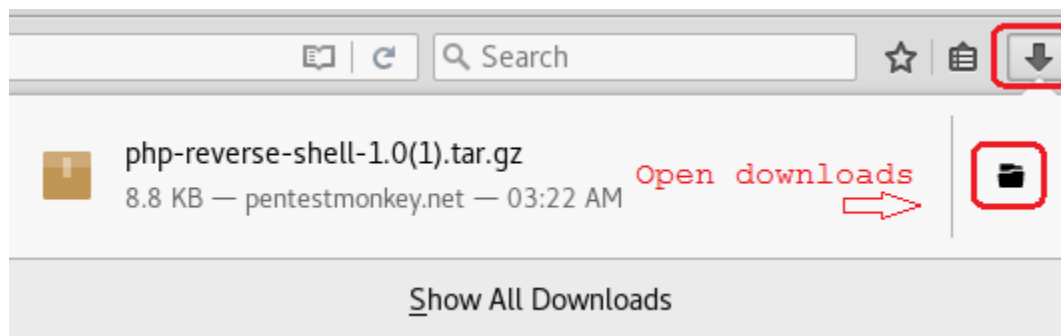 Search
php-reverse-shell-1.0(1).tar.gz
8.8 KB — pentestmonkey.net — 03:22 AM
Open downloads
Show All Downloads